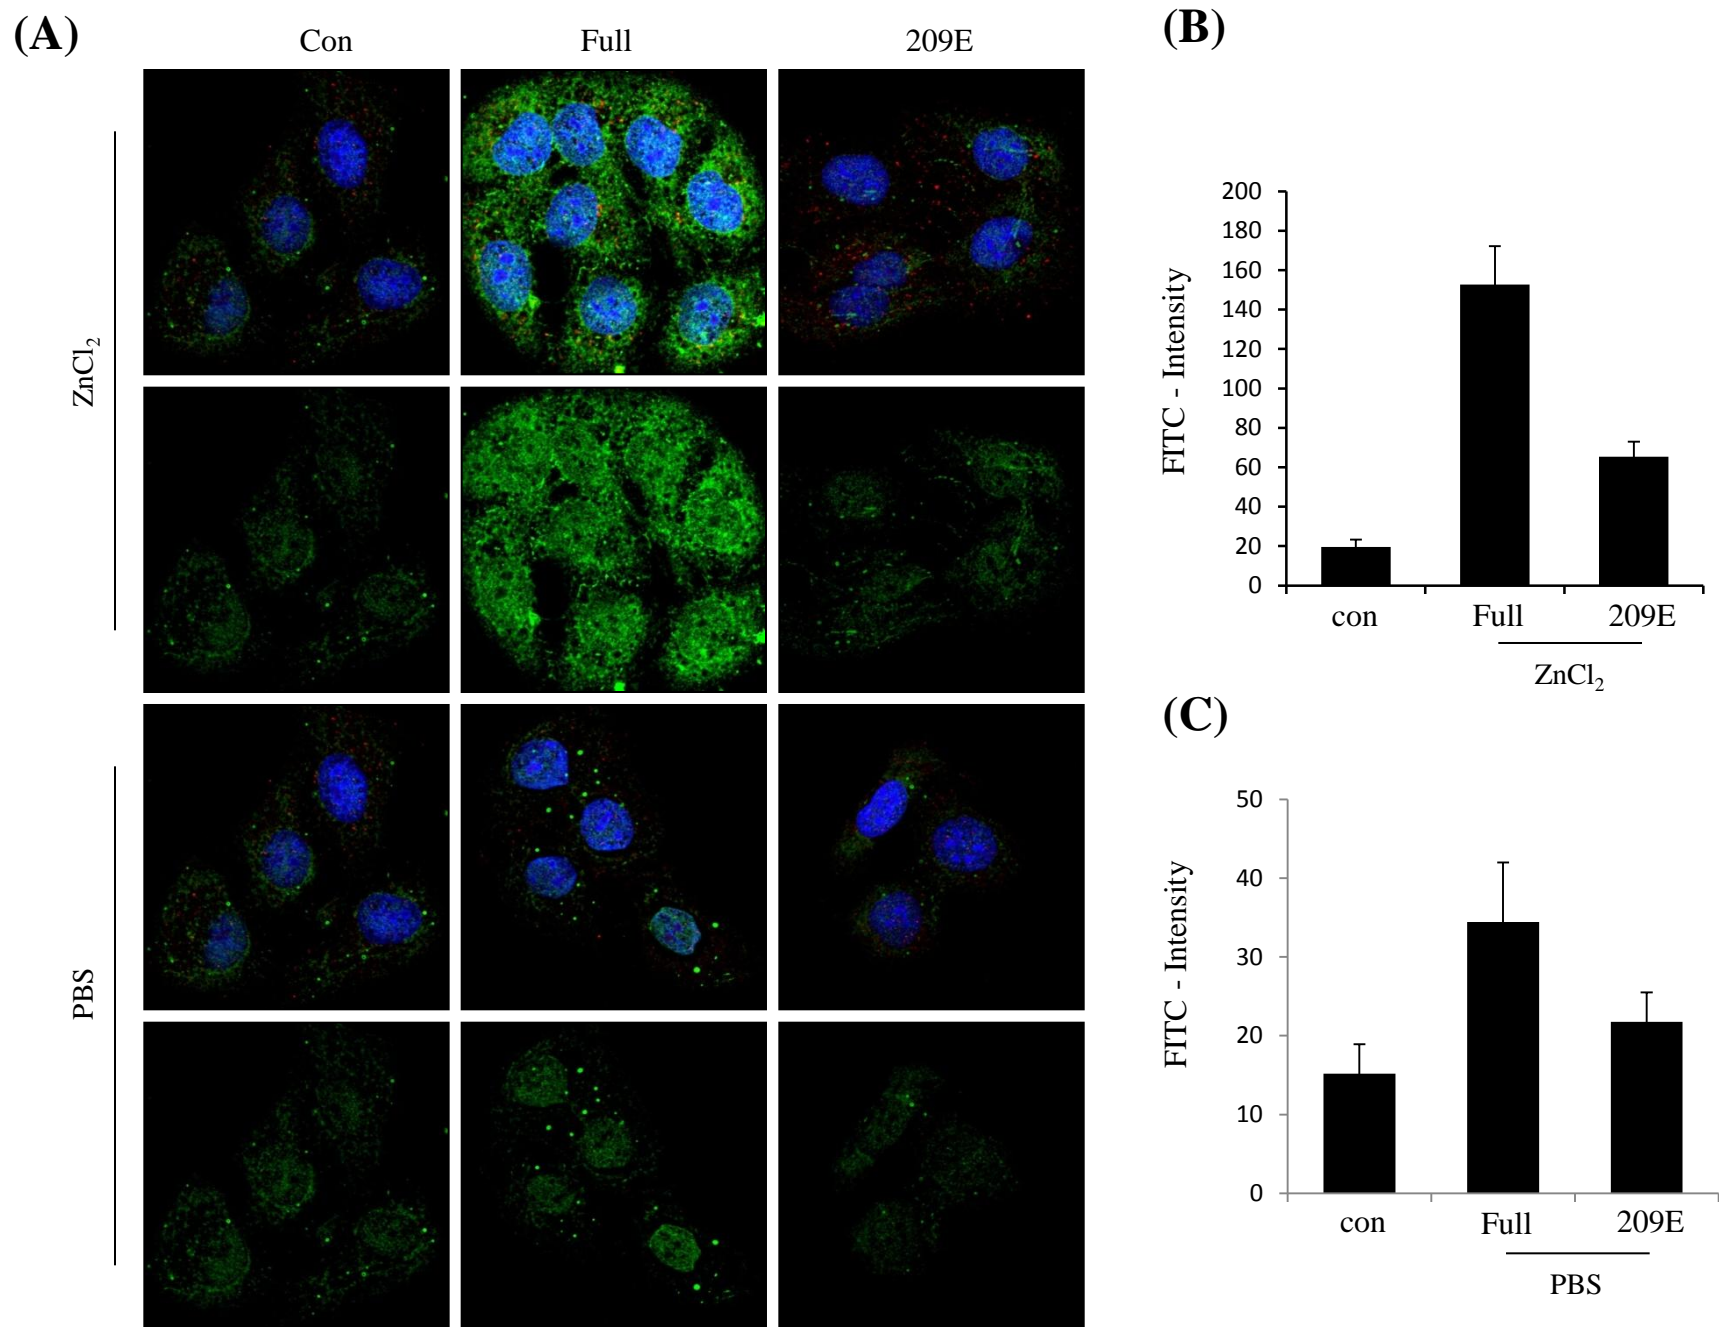 (A)
Con Full 209E
ZnCl₂
PBS
(B)
FITC - Intensity
200
180
160
140
120
100
80
60
40
20
0
con Full 209E
ZnCl₂
(C)
FITC - Intensity
50
40
30
20
10
0
con Full 209E
PBS